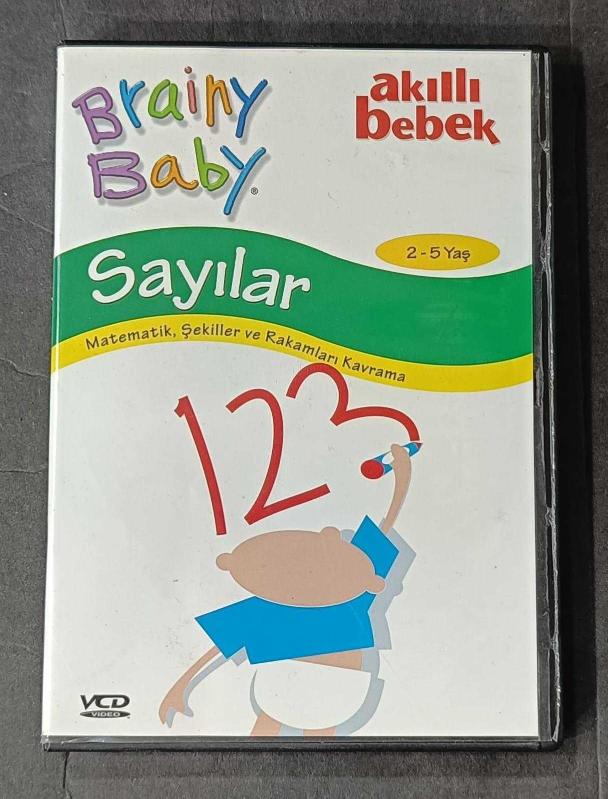 Brainy
Baby®
akıllı
bebek
2 - 5 Yaş
Sayılar
Matematik, Şekiller ve Rakamları Kavrama
123
VCD
VIDEO